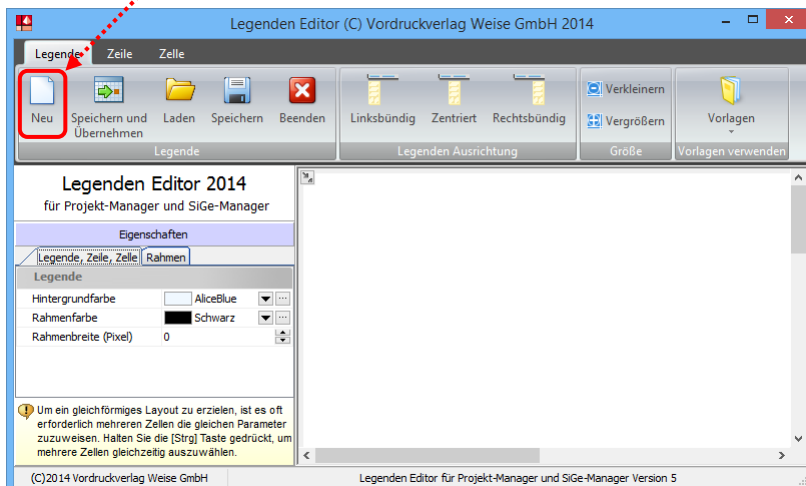 Legenden Editor (C) Vordruckverlag Weise GmbH 2014
Legende Zeile Zelle
Neu
Speichern und
Übernehmen
Laden
Speichern
Beenden
Linksbündig
Zentriert
Rechtsbündig
Verkleinern
Vergrößern
Vorlagen
Legende
Legenden Ausrichtung
Größe
Vorlagen verwenden
Legenden Editor 2014
für Projekt-Manager und SiGe-Manager
Eigenschaften
Legende, Zeile, Zelle Rahmen
Legende
Hintergrundfarbe AliceBlue
Rahmenfarbe Schwarz
Rahmenbreite (Pixel) 0
Um ein gleichförmiges Layout zu erzielen, ist es oft
erforderlich mehreren Zellen die gleichen Parameter
zuzuweisen. Halten Sie die [Strg] Taste gedrückt, um
mehrere Zellen gleichzeitig auszuwählen.
(C)2014 Vordruckverlag Weise GmbH
Legenden Editor für Projekt-Manager und SiGe-Manager Version 5